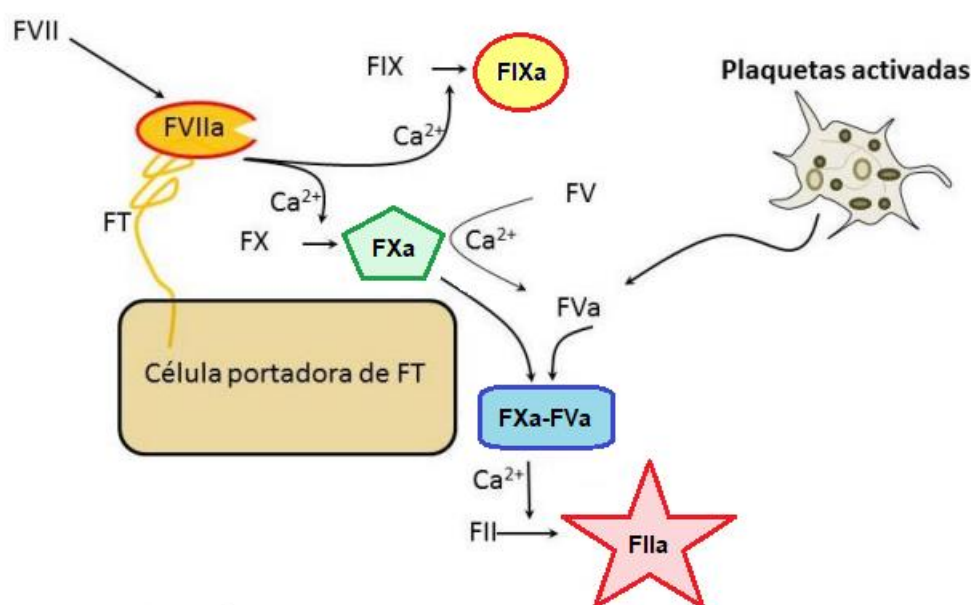 FVII
FIX
FIXa
Plaquetas activadas
FVIIa
Ca²⁺
FT
Ca²⁺
FV
FX
FXa
Ca²⁺
FVa
Célula portadora de FT
FXa-FVa
Ca²⁺
FII
FIIa